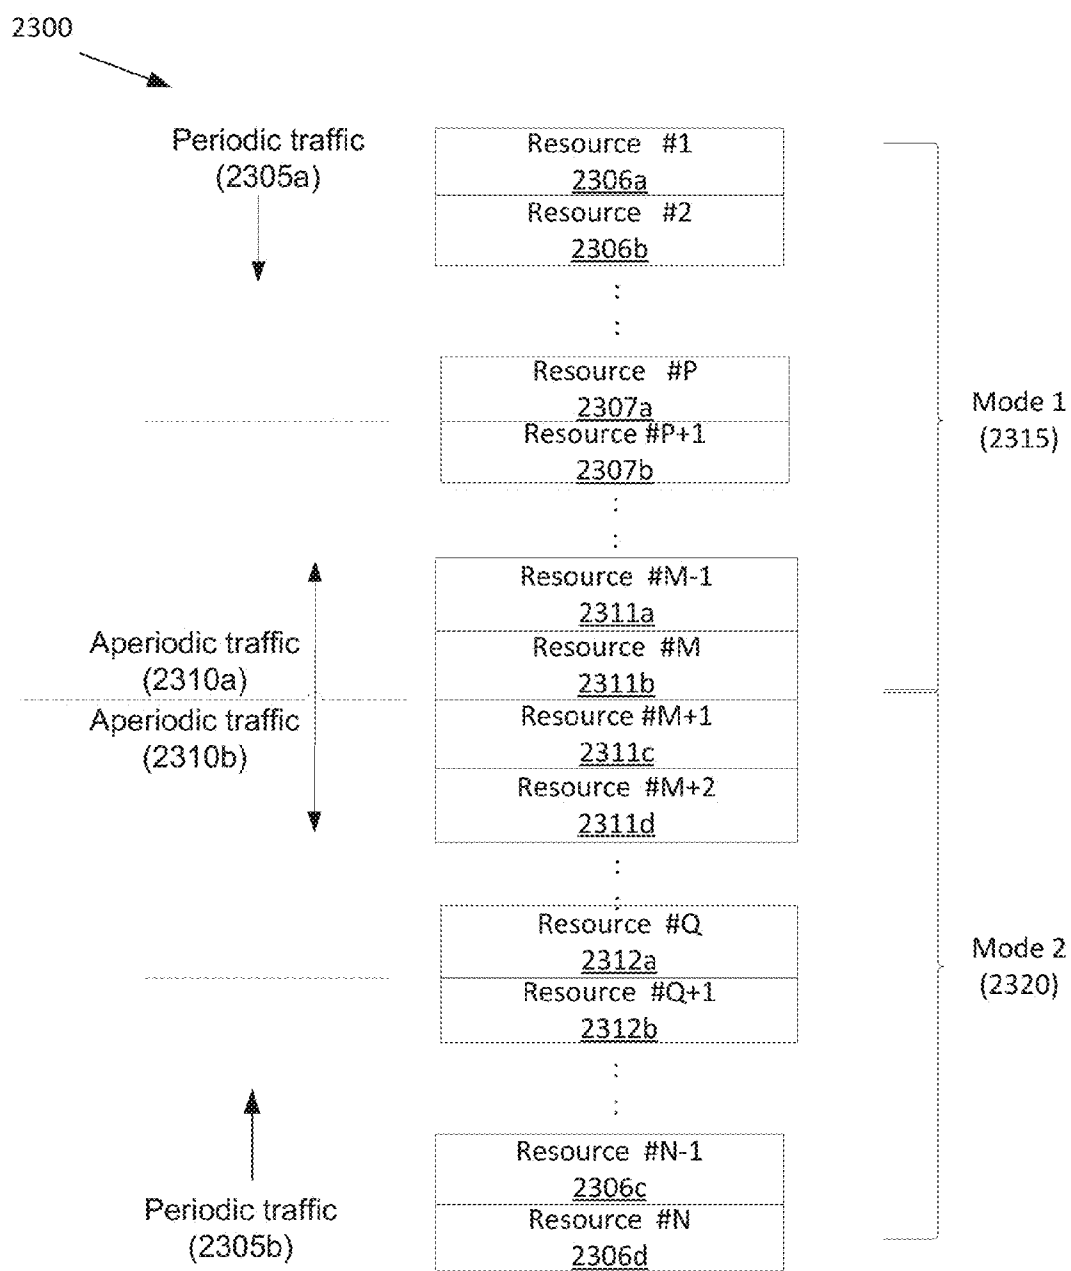 2300
Periodic traffic
(2305a)
Resource #1
2306a
Resource #2
2306b
Resource #P
2307a
Resource #P+1
2307b
Mode 1
(2315)
Resource #M-1
2311a
Aperiodic traffic
(2310a)
Resource #M
2311b
Aperiodic traffic
(2310b)
Resource #M+1
2311c
Resource #M+2
2311d
Resource #Q
2312a
Resource #Q+1
2312b
Mode 2
(2320)
Resource #N-1
2306c
Periodic traffic
(2305b)
Resource #N
2306d